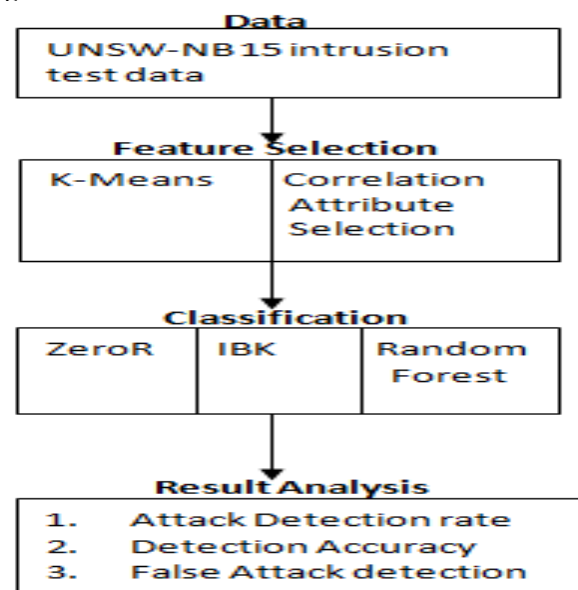 Data
UNSW-NB15 intrusion
test data
Feature Selection
K-Means
Correlation
Attribute
Selection
Classification
ZeroR
IBK
Random
Forest
Result Analysis
1. Attack Detection rate
2. Detection Accuracy
3. False Attack detection